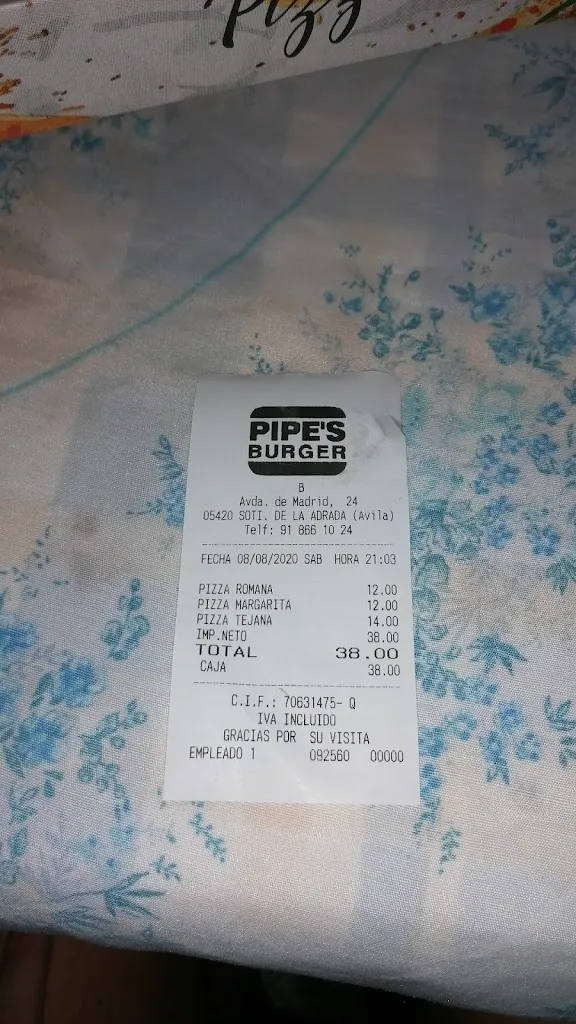 Pizz
PIPE'S
BURGER
B
Avda. de Madrid, 24
05420 SOTI. DE LA ADRADA (Avila)
Telf: 91 866 10 24
FECHA 08/08/2020 SAB HORA 21:03
PIZZA ROMANA 12.00
PIZZA MARGARITA 12.00
PIZZA TEJANA 14.00
IMP.NETO 38.00
TOTAL 38.00
CAJA 38.00
C.I.F.: 70631475- Q
IVA INCLUIDO
GRACIAS POR SU VISITA
EMPLEADO 1 092560 00000